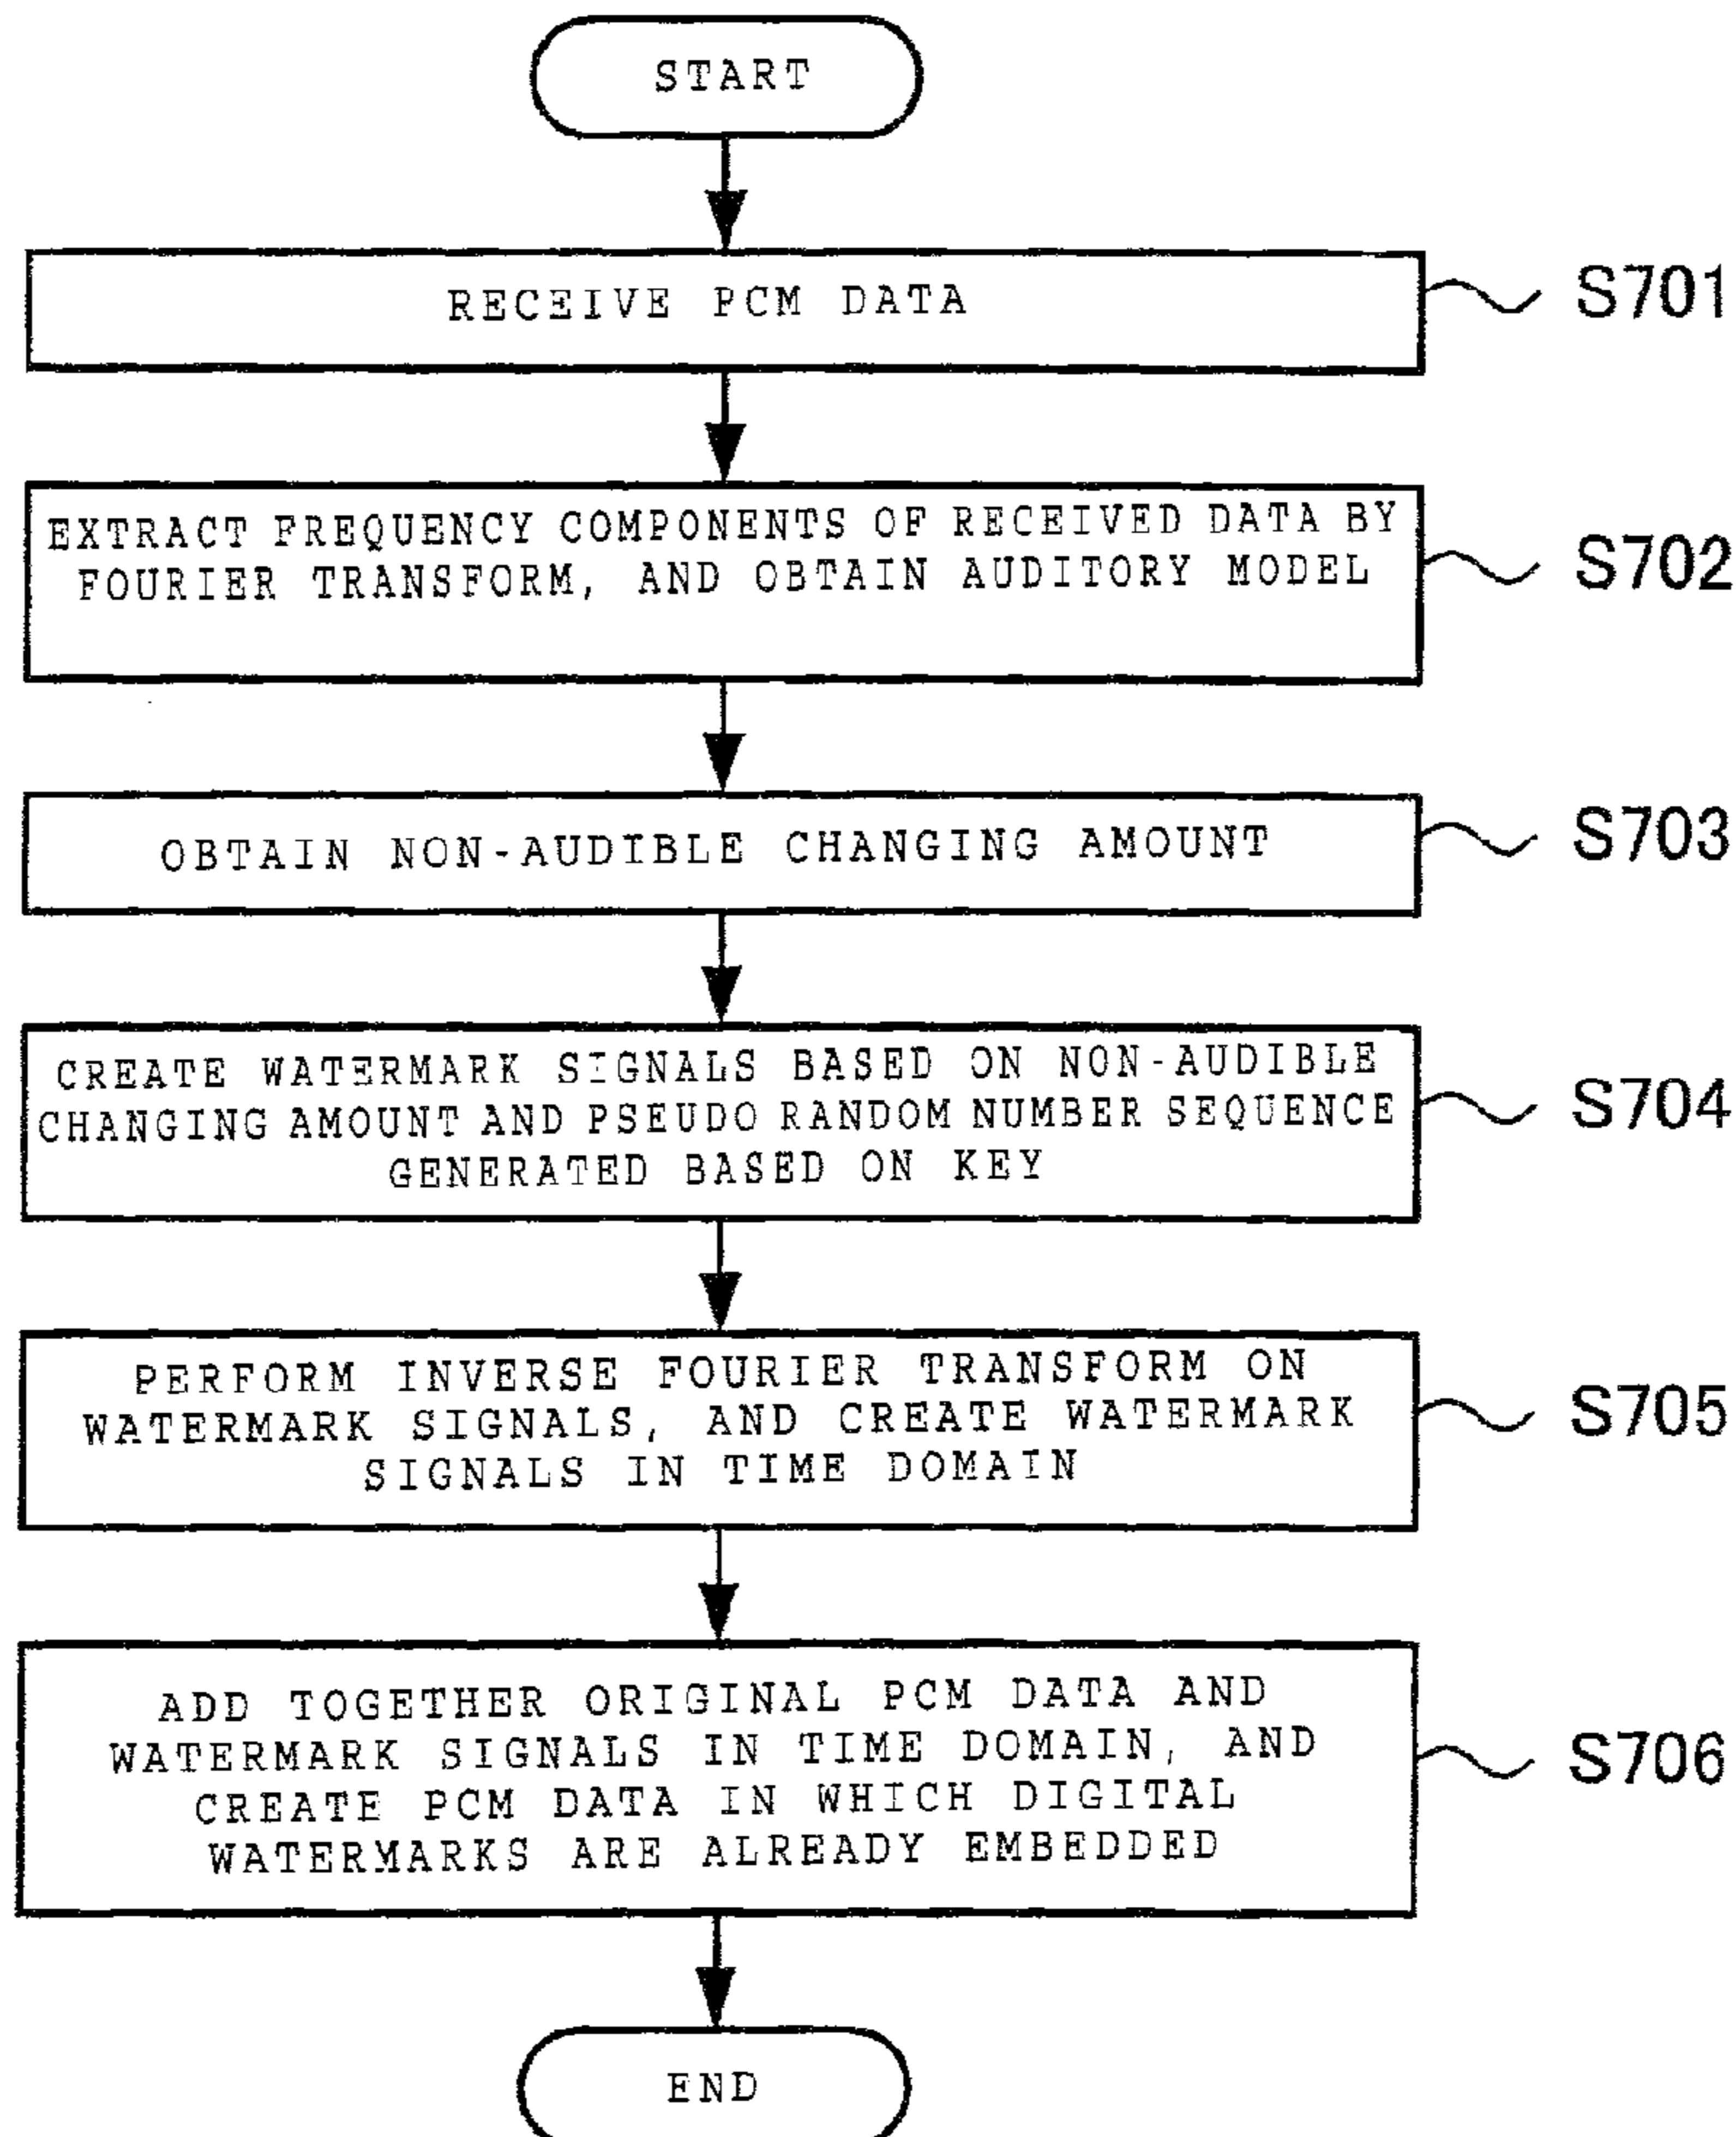 START
RECEIVE PCM DATA
S701
EXTRACT FREQUENCY COMPONENTS OF RECEIVED DATA BY
FOURIER TRANSFORM, AND OBTAIN AUDITORY MODEL
S702
OBTAIN NON-AUDIBLE CHANGING AMOUNT
S703
CREATE WATERMARK SIGNALS BASED ON NON-AUDIBLE
CHANGING AMOUNT AND PSEUDO RANDOM NUMBER SEQUENCE
GENERATED BASED ON KEY
S704
PERFORM INVERSE FOURIER TRANSFORM ON
WATERMARK SIGNALS, AND CREATE WATERMARK
SIGNALS IN TIME DOMAIN
S705
ADD TOGETHER ORIGINAL PCM DATA AND
WATERMARK SIGNALS IN TIME DOMAIN, AND
CREATE PCM DATA IN WHICH DIGITAL
WATERMARKS ARE ALREADY EMBEDDED
S706
END